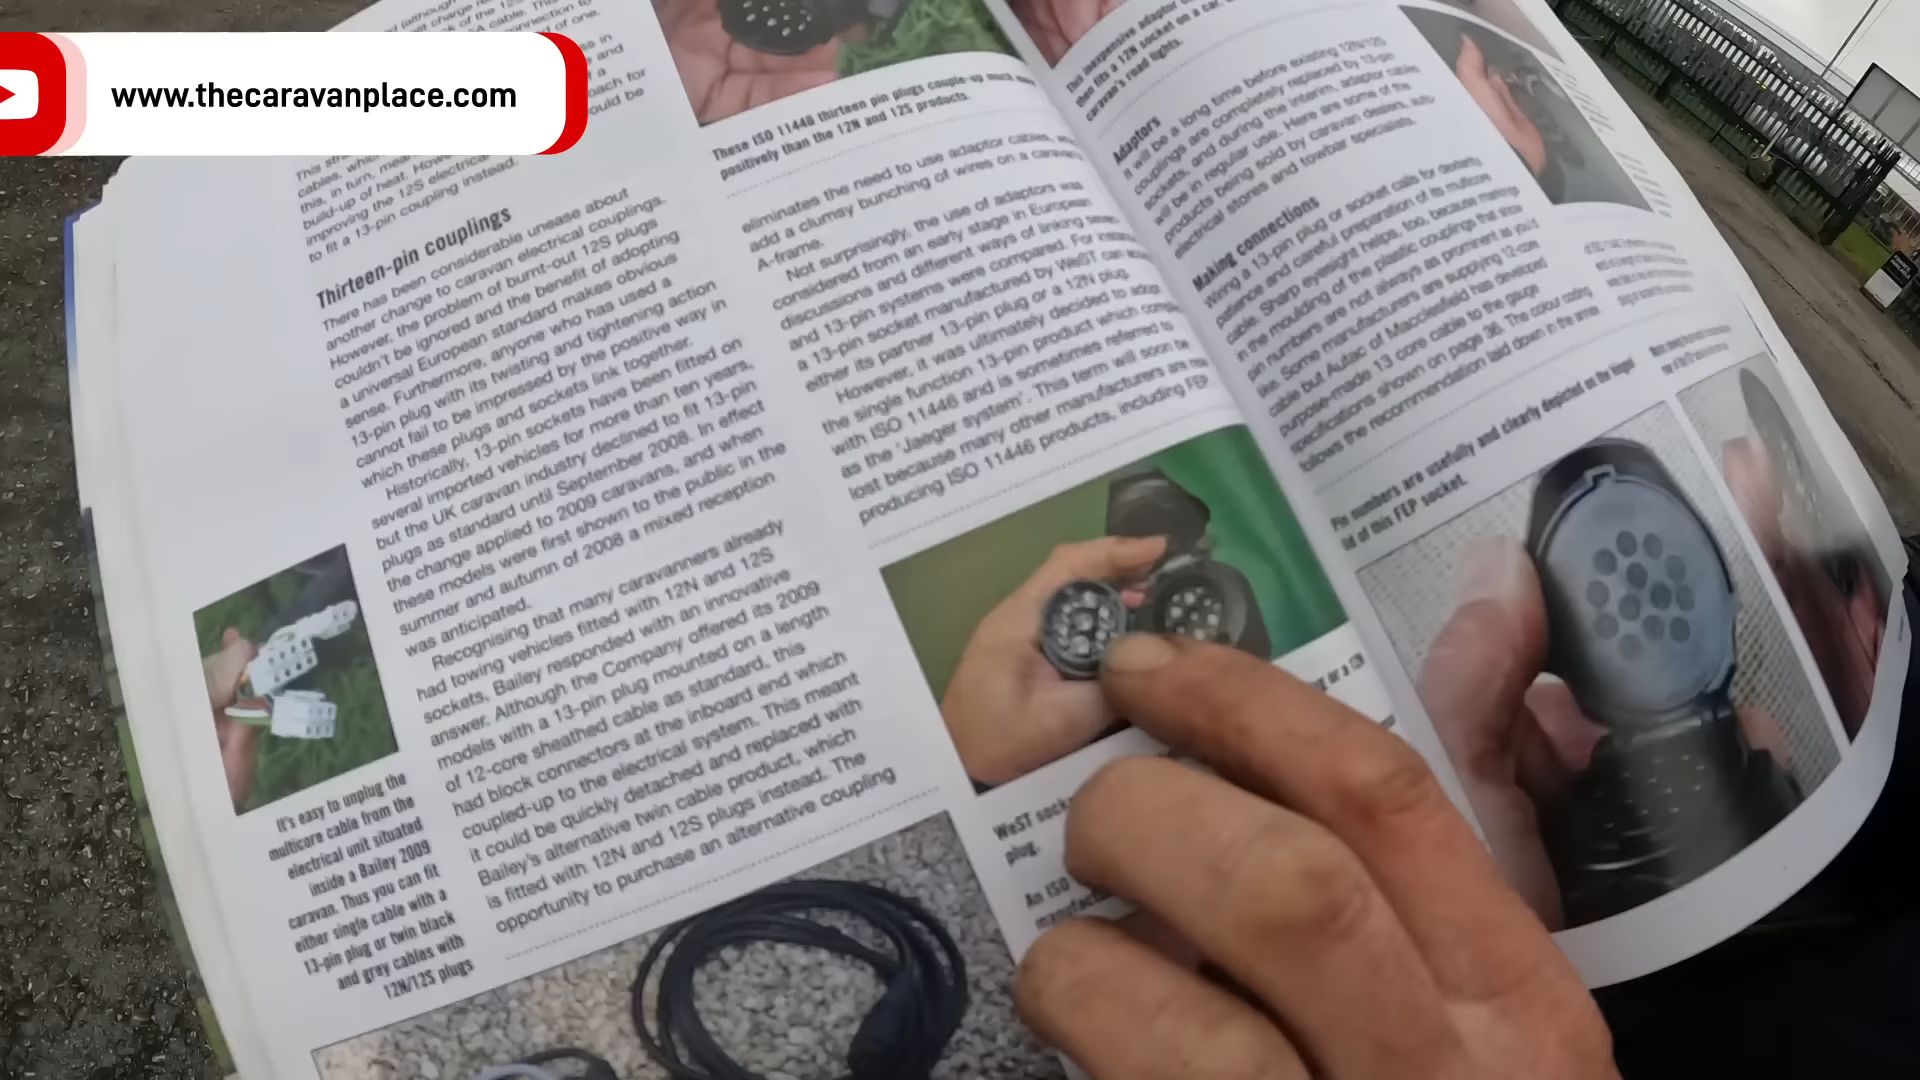 www.thecaravanplace.com
build-up of heat. How
improving the 12S electrical
to fit a 13-pin coupling instead.
Thirteen-pin couplings
There has been considerable unease about
another change to caravan electrical couplings.
However, the problem of burnt-out 12S plugs
couldn't be ignored and the benefit of adopting
a universal European standard makes obvious
sense. Furthermore, anyone who has used a
13-pin plug with its twisting and tightening action
cannot fail to be impressed by the positive way in
which these plugs and sockets link together.
Historically, 13-pin sockets have been fitted on
several imported vehicles for more than ten years,
but the UK caravan industry declined to fit 13-pin
plugs as standard until September 2008. In effect
the change applied to 2009 caravans, and when
these models were first shown to the public in the
summer and autumn of 2008 a mixed reception
was anticipated.
Recognising that many caravanners already
had towing vehicles fitted with 12N and 12S
sockets, Bailey responded with an innovative
answer. Although the Company offered its 2009
models with a 13-pin plug mounted on a length
of 12-core sheathed cable as standard, this
had block connectors at the inboard end which
coupled-up to the electrical system. This meant
it could be quickly detached and replaced with
Bailey's alternative twin cable product, which
is fitted with 12N and 12S plugs instead. The
opportunity to purchase an alternative coupling
It's easy to unplug the
multicore cable from the
electrical unit situated
inside a Bailey 2009
caravan. Thus you can fit
either single cable with a
13-pin plug or twin black
and grey cables with
12N/12S plugs
These ISO 11446 thirteen pin plugs couple-up much
positively than the 12N and 12S products.
eliminates the need to use adaptor cables,
add a clumsy bunching of wires on a caravan
A-frame.
Not surprisingly, the use of adaptors was
considered from an early stage in European
discussions and different ways of linking
and 13-pin systems were compared. For
a 13-pin socket manufactured by WeST can
either its partner 13-pin plug or a 12N plug.
However, it was ultimately decided to adopt
the single function 13-pin product which
with ISO 11446 and is sometimes referred to
as the 'Jaeger system'. This term will soon be
lost because many other manufacturers are now
producing ISO 11446 products, including FEP
WeST
plug.
An ISO
This inexpensive adaptor
then fits a 12N socket on a car
caravan's road lights.
Adaptors
It will be a long time before existing 12N/12S
couplings are completely replaced by 13-pin
sockets, and during the interim, adaptor cables
will be in regular use. Here are some of the
products being sold by caravan dealers, auto-
electrical stores and towbar specialists.
Making connections
Wiring a 13-pin plug or socket calls for dexterity,
patience and careful preparation of its multicore
cable. Sharp eyesight helps, too, because markings
in the moulding of the plastic couplings that show
pin numbers are not always as prominent as you'd
like. Some manufacturers are supplying 12-core
cable but Autac of Macclesfield has developed
purpose-made 13 core cable to the gauge
specifications shown on page 36. The colour coding
follows the recommendation laid down in the
Pin numbers are usefully and clearly depicted on the hinged
lid of this FEP socket.